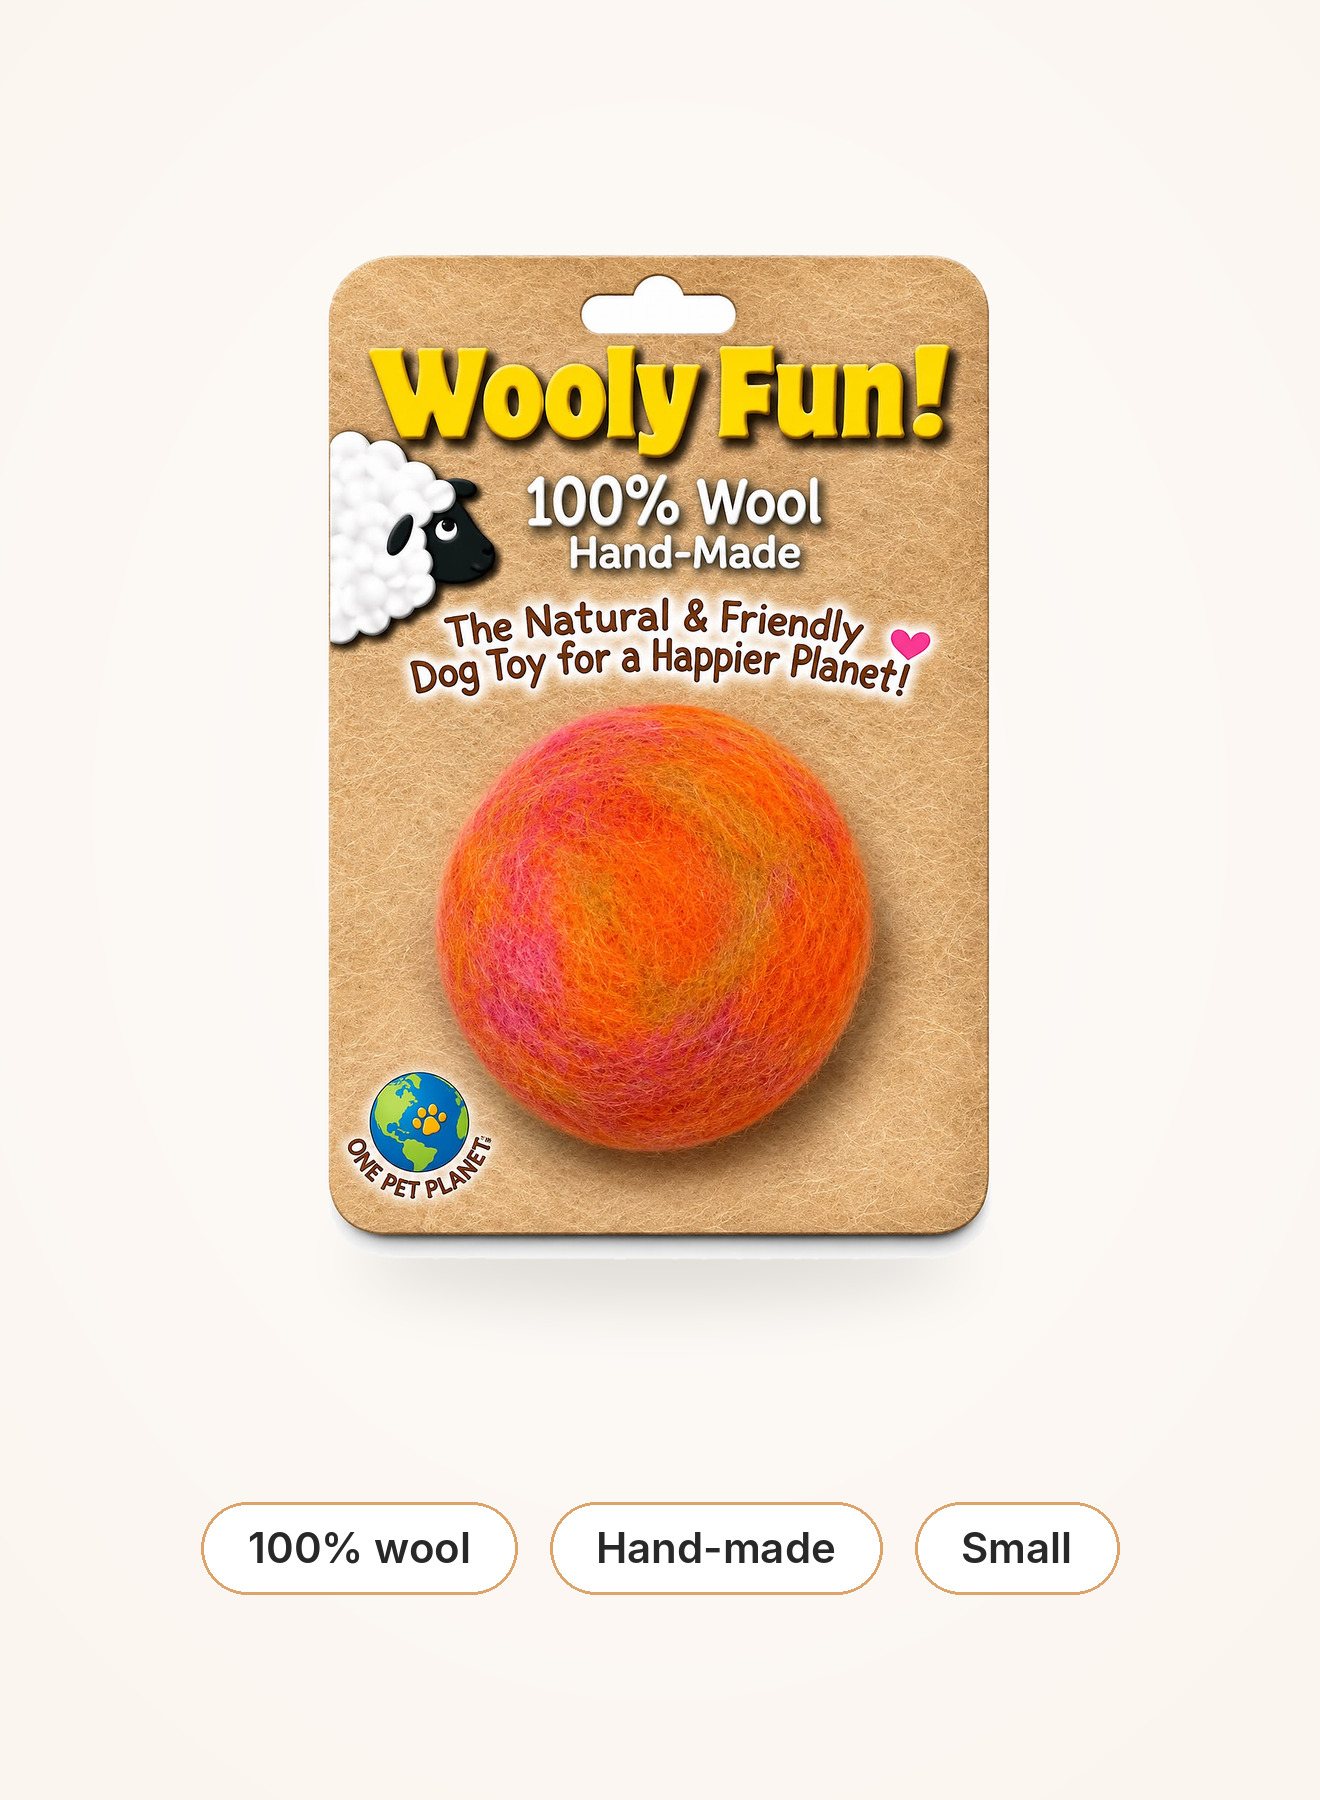 Wooly Fun!
100% Wool
Hand-Made
The Natural & Friendly
Dog Toy for a Happier Planet!
ONE PET PLANET™
100% wool
Hand-made
Small